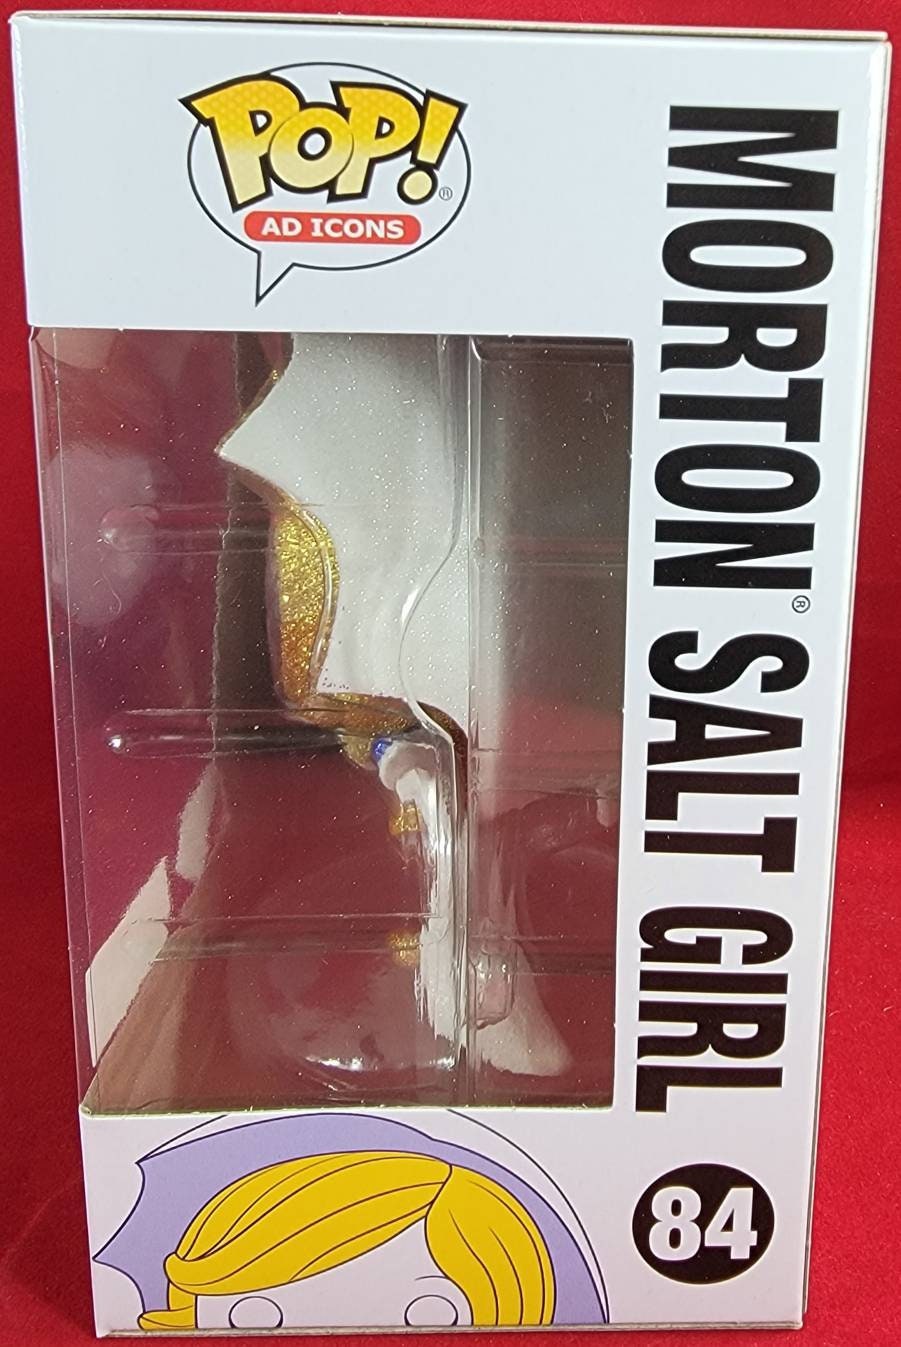 POP!®
AD ICONS
MORTON® SALT GIRL
84